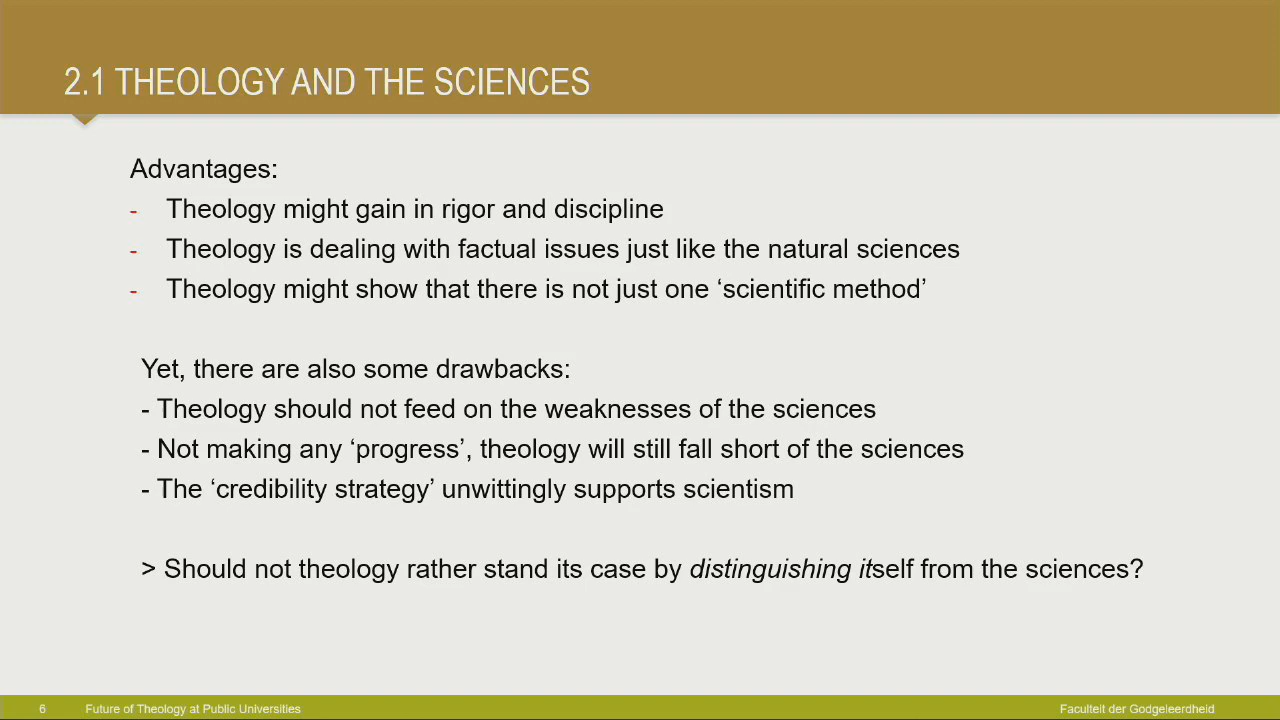 2.1 THEOLOGY AND THE SCIENCES
Advantages:
- Theology might gain in rigor and discipline
- Theology is dealing with factual issues just like the natural sciences
- Theology might show that there is not just one ‘scientific method’
Yet, there are also some drawbacks:
- Theology should not feed on the weaknesses of the sciences
- Not making any ‘progress’, theology will still fall short of the sciences
- The ‘credibility strategy’ unwittingly supports scientism
> Should not theology rather stand its case by distinguishing itself from the sciences?
6 Future of Theology at Public Universities Faculteit der Godgeleerdheid